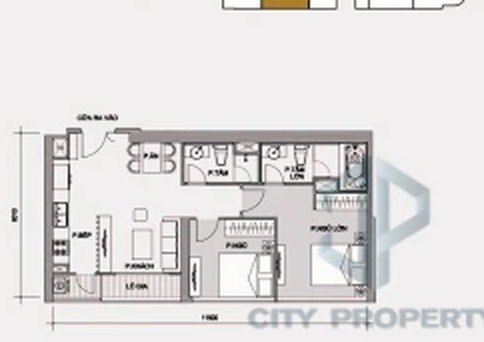 CỬA RA VÀO
P.ĂN
P.TẮM
P.TẮM
LỚN
P.BẾP
P.NGỦ
P.NGỦ LỚN
P.KHÁCH
LÔ GIA
CITY PROPERTY